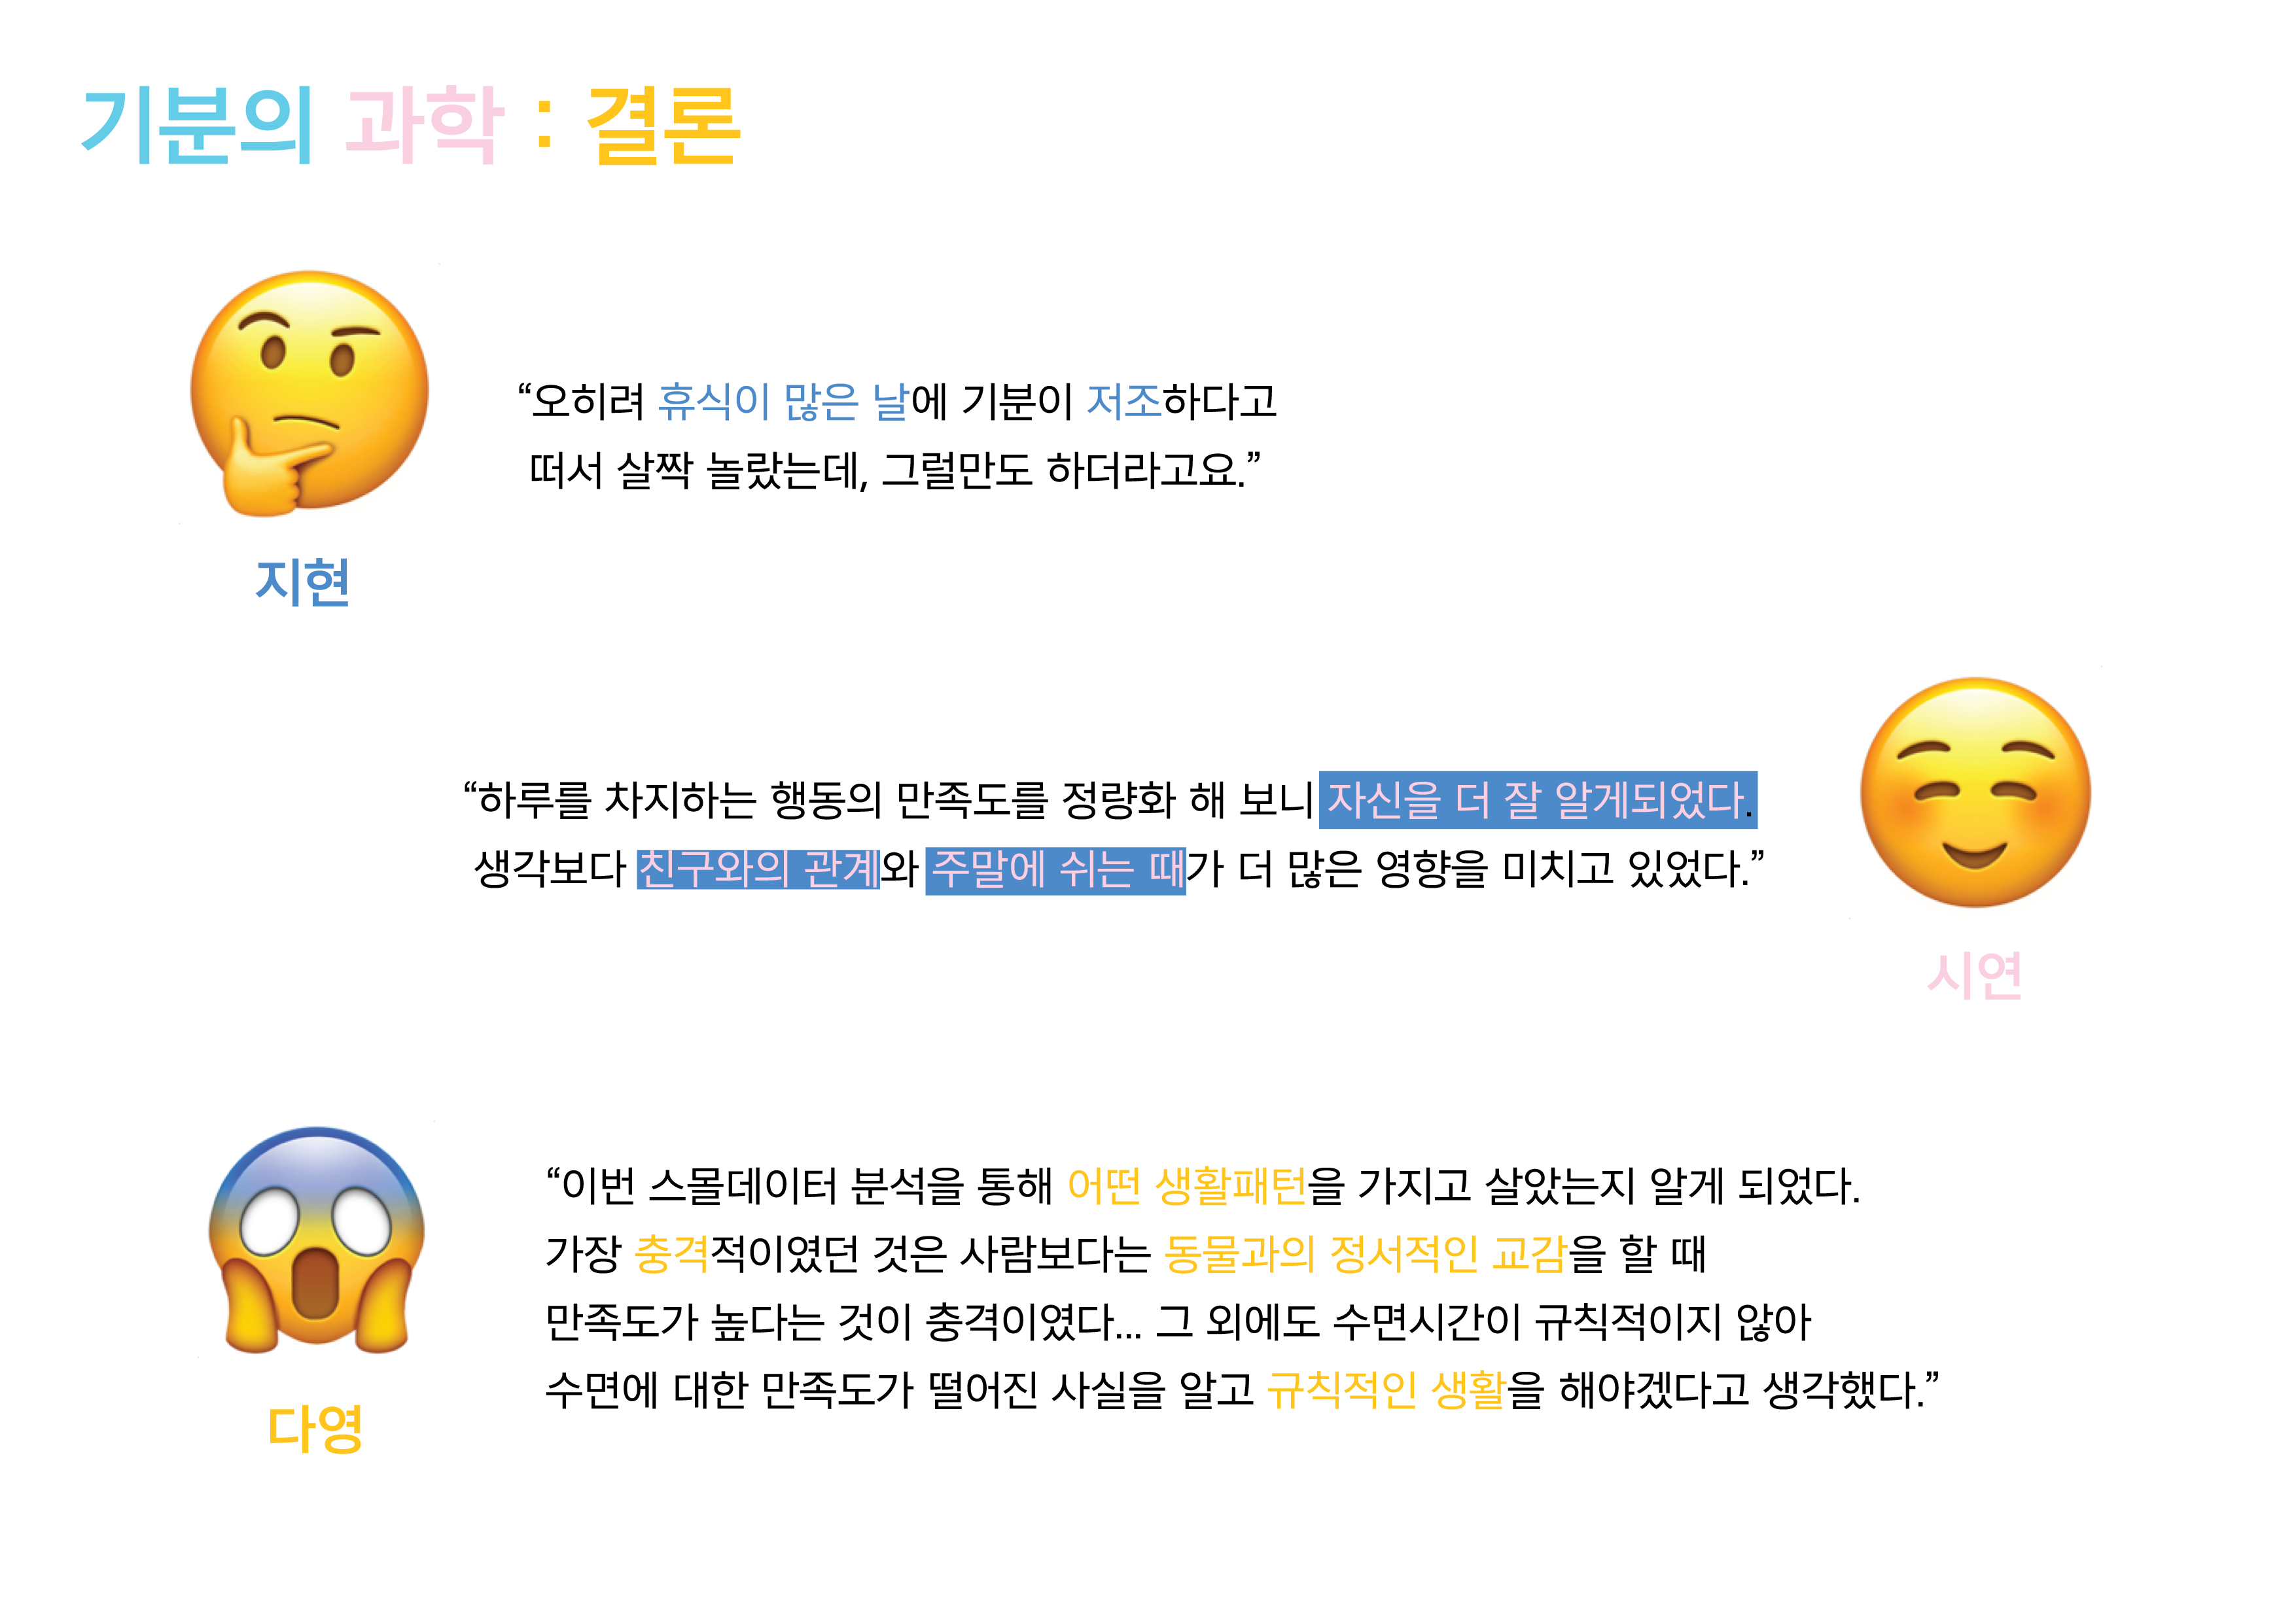 기분의 과학 : 결론
“오히려 휴식이 많은 날에 기분이 저조하다고
떠서 살짝 놀랐는데, 그럴만도 하더라고요.”
지현
“하루를 차지하는 행동의 만족도를 정량화 해 보니 자신을 더 잘 알게되었다.
생각보다 친구와의 관계와 주말에 쉬는 때가 더 많은 영향을 미치고 있었다.”
시연
“이번 스몰데이터 분석을 통해 어떤 생활패턴을 가지고 살았는지 알게 되었다.
가장 충격적이였던 것은 사람보다는 동물과의 정서적인 교감을 할 때
만족도가 높다는 것이 충격이였다... 그 외에도 수면시간이 규칙적이지 않아
수면에 대한 만족도가 떨어진 사실을 알고 규칙적인 생활을 해야겠다고 생각했다.”
다영